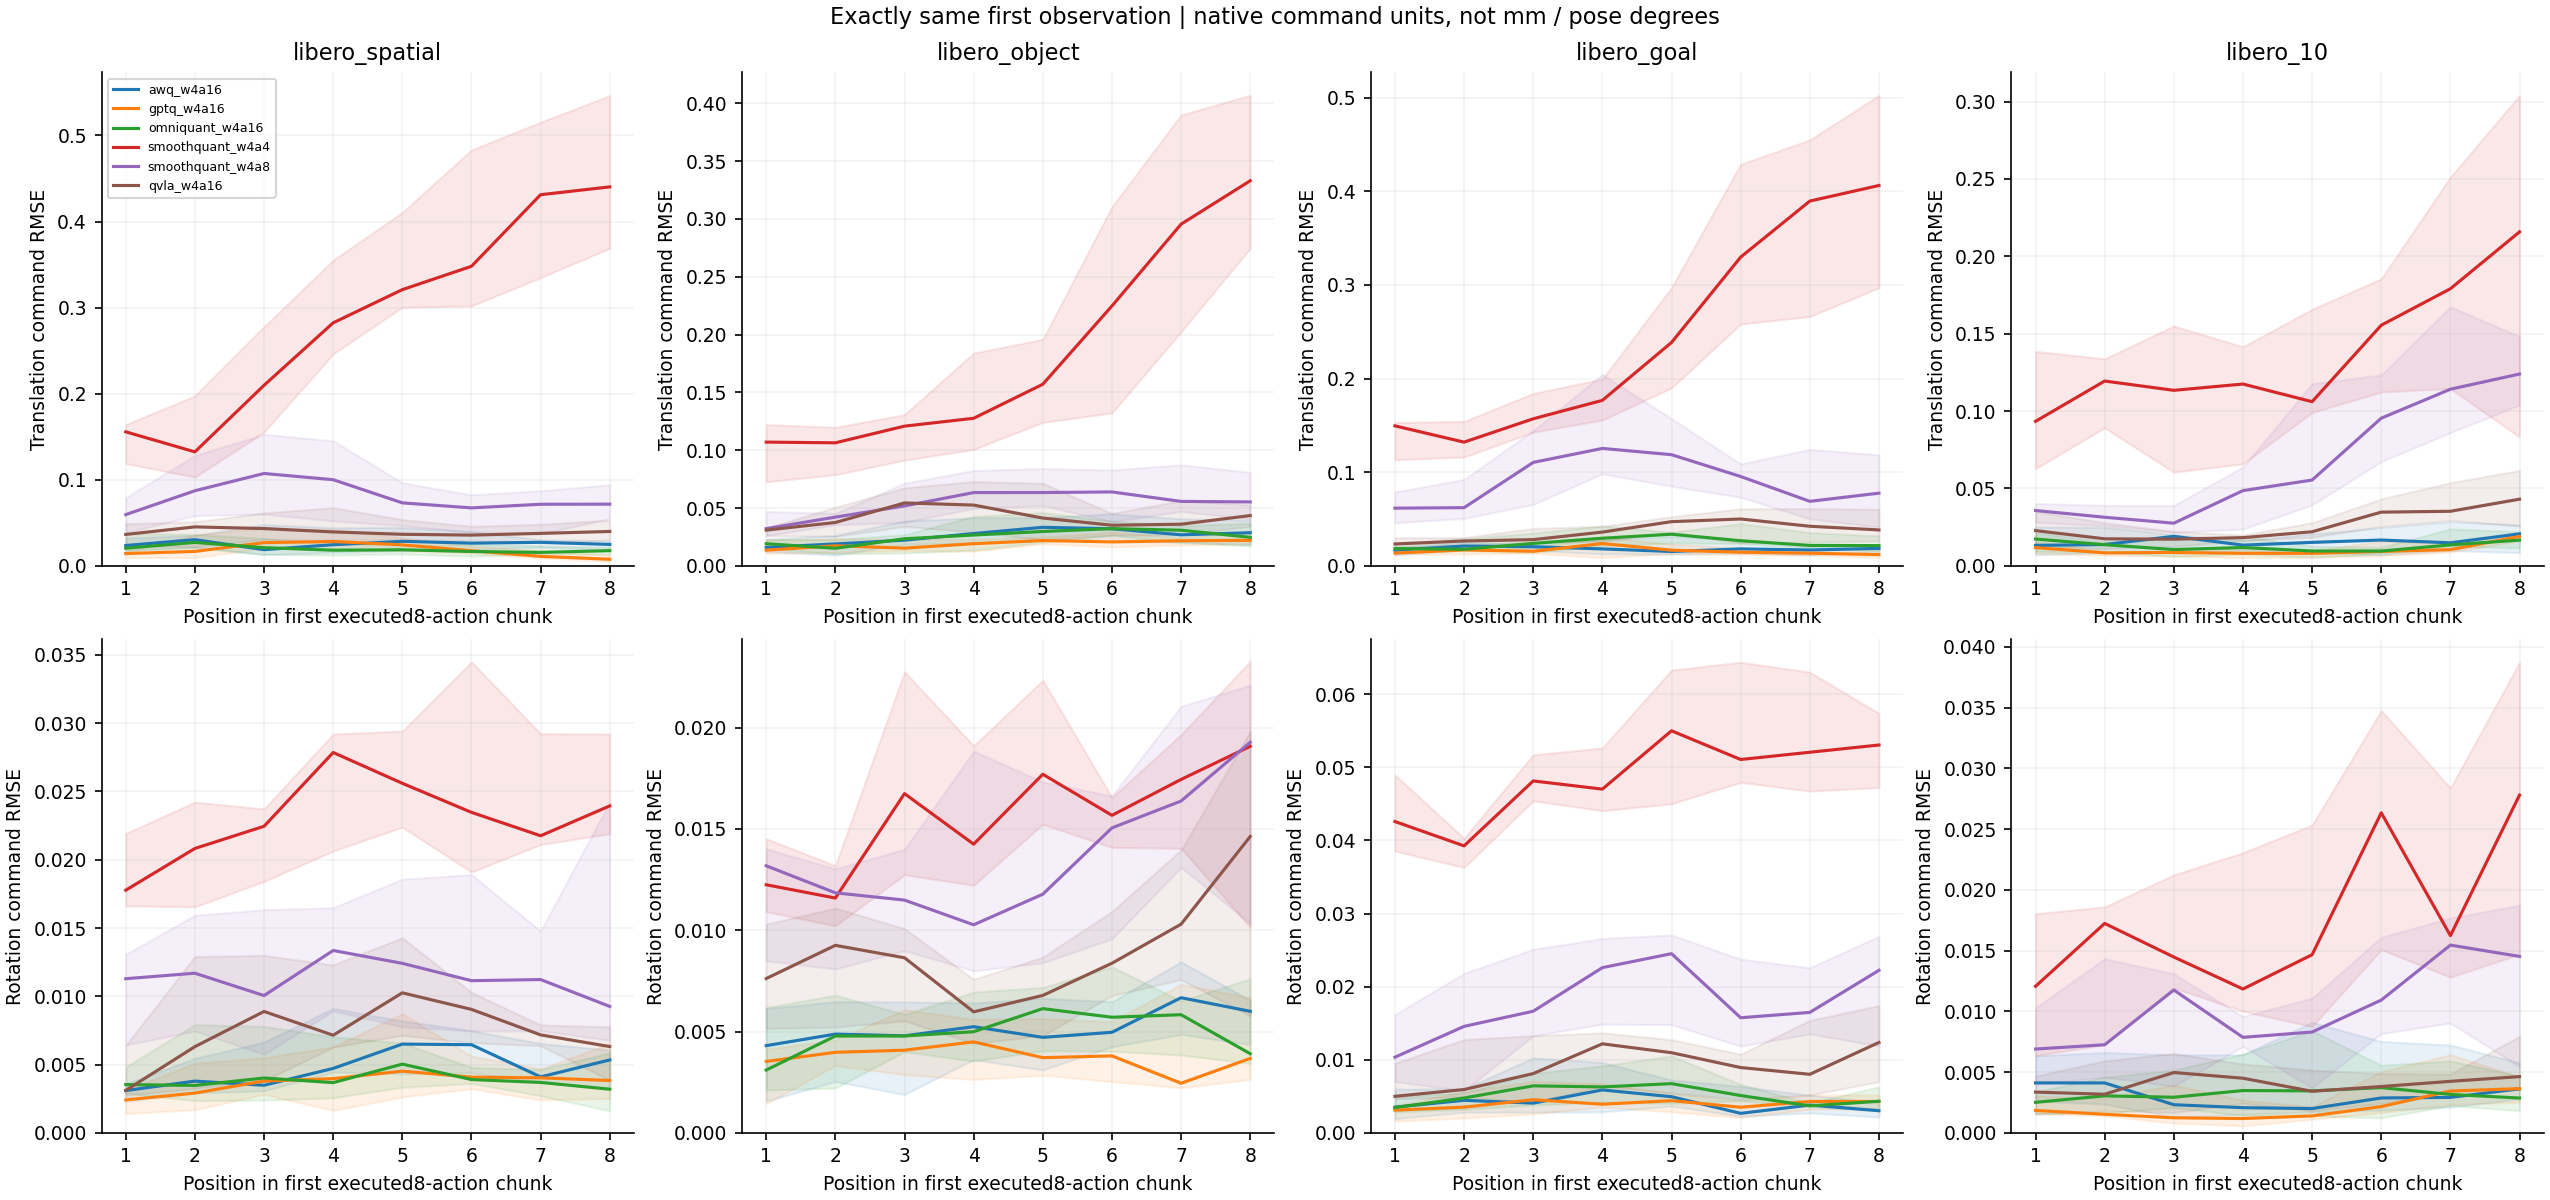 Exactly same first observation | native command units, not mm / pose degrees
libero_spatial
Translation command RMSE
0.5
0.4
0.3
0.2
0.1
0.0
awq_w4a16
gptq_w4a16
omniquant_w4a16
smoothquant_w4a4
smoothquant_w4a8
qvla_w4a16
1 2 3 4 5 6 7 8
Position in first executed8-action chunk
libero_object
Translation command RMSE
0.40
0.35
0.30
0.25
0.20
0.15
0.10
0.05
0.00
1 2 3 4 5 6 7 8
Position in first executed8-action chunk
libero_goal
Translation command RMSE
0.5
0.4
0.3
0.2
0.1
0.0
1 2 3 4 5 6 7 8
Position in first executed8-action chunk
libero_10
Translation command RMSE
0.30
0.25
0.20
0.15
0.10
0.05
0.00
1 2 3 4 5 6 7 8
Position in first executed8-action chunk
Rotation command RMSE
0.035
0.030
0.025
0.020
0.015
0.010
0.005
0.000
1 2 3 4 5 6 7 8
Position in first executed8-action chunk
Rotation command RMSE
0.020
0.015
0.010
0.005
0.000
1 2 3 4 5 6 7 8
Position in first executed8-action chunk
Rotation command RMSE
0.06
0.05
0.04
0.03
0.02
0.01
0.00
1 2 3 4 5 6 7 8
Position in first executed8-action chunk
Rotation command RMSE
0.040
0.035
0.030
0.025
0.020
0.015
0.010
0.005
0.000
1 2 3 4 5 6 7 8
Position in first executed8-action chunk